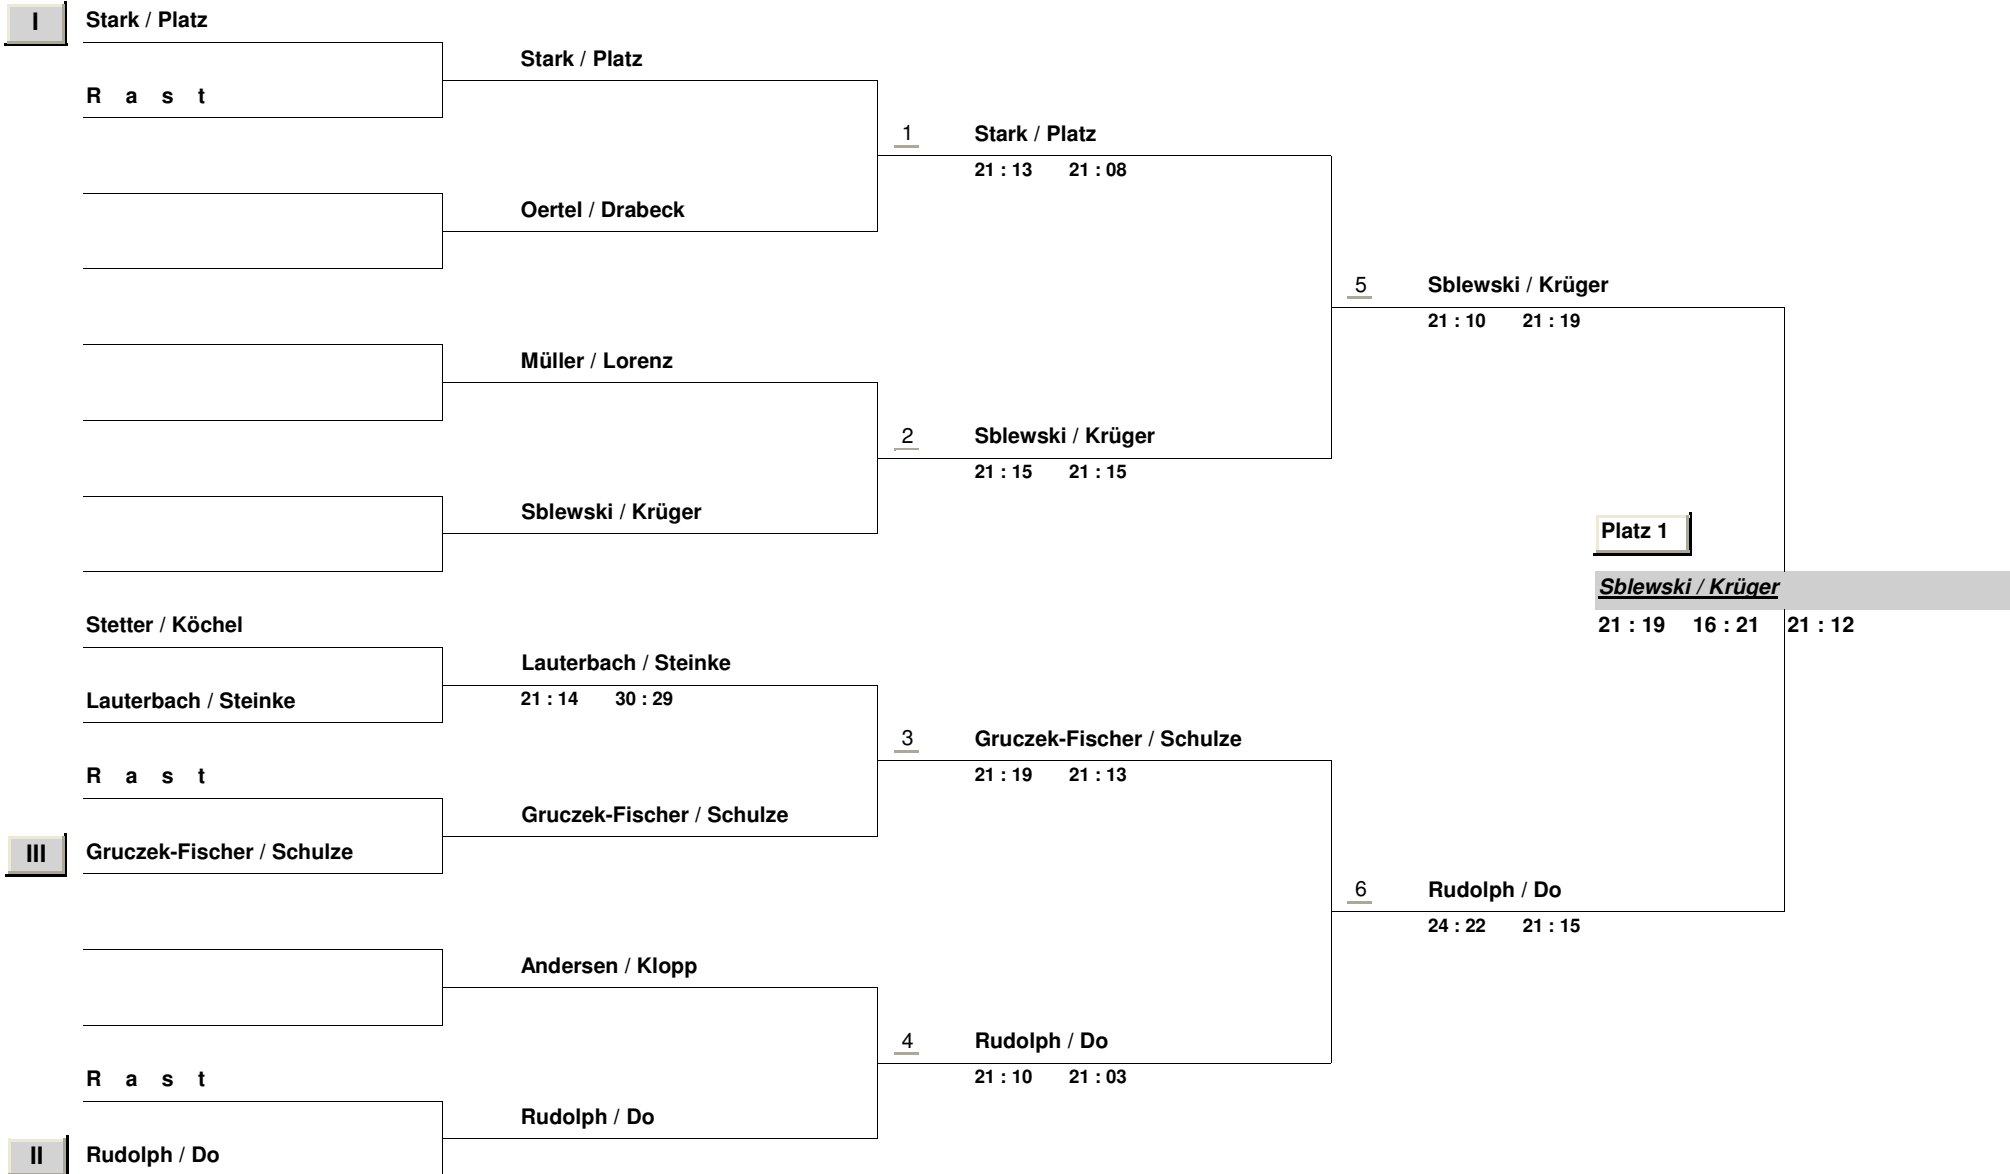 I Stark / Platz
Stark / Platz
R a s t
1 Stark / Platz
21 : 13 21 : 08
Oertel / Drabeck
5 Sblewski / Krüger
21 : 10 21 : 19
Müller / Lorenz
2 Sblewski / Krüger
21 : 15 21 : 15
Sblewski / Krüger
Platz 1
Sblewski / Krüger
21 : 19 16 : 21 21 : 12
Stetter / Köchel
Lauterbach / Steinke
21 : 14 30 : 29
Lauterbach / Steinke
3 Gruczek-Fischer / Schulze
21 : 19 21 : 13
R a s t
Gruczek-Fischer / Schulze
III Gruczek-Fischer / Schulze
6 Rudolph / Do
24 : 22 21 : 15
Andersen / Klopp
4 Rudolph / Do
21 : 10 21 : 03
R a s t
Rudolph / Do
II Rudolph / Do